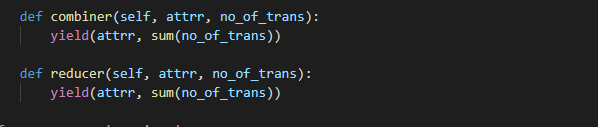 def combiner(self, attrr, no_of_trans):
    yield(attrr, sum(no_of_trans))
def reducer(self, attrr, no_of_trans):
    yield(attrr, sum(no_of_trans))